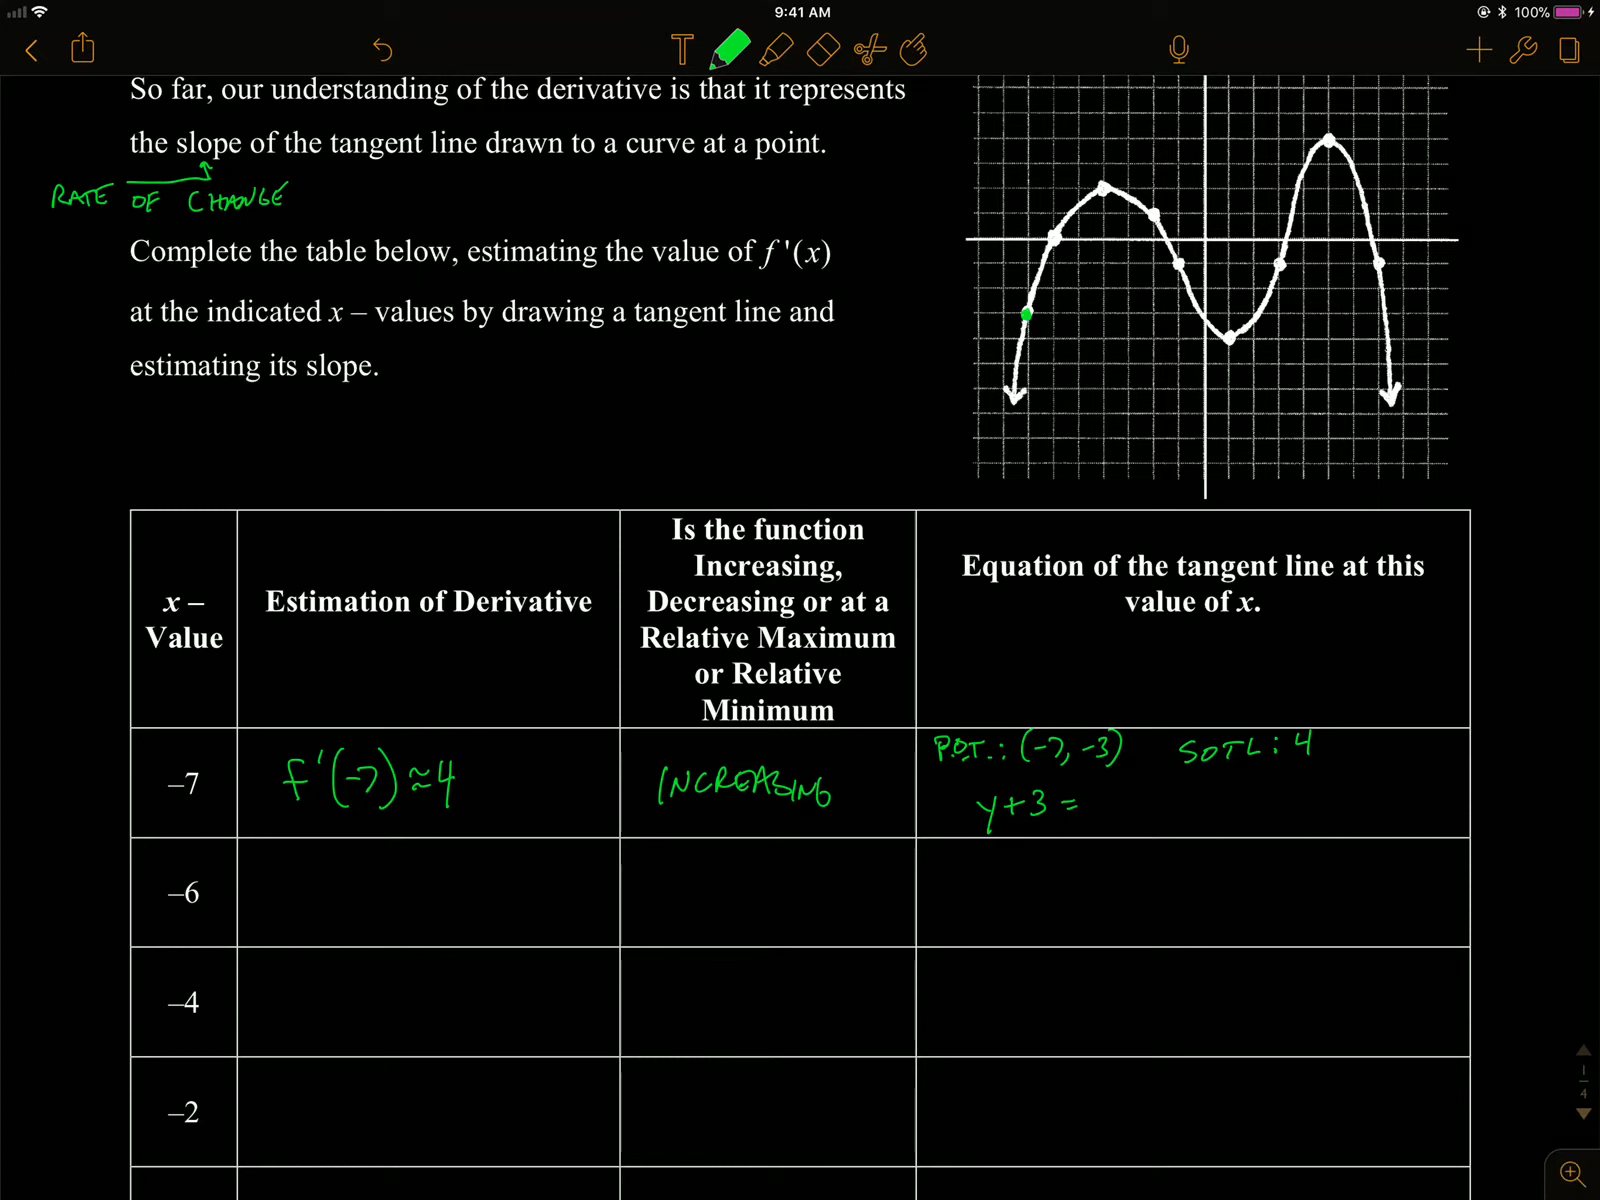 9:41 AM
100%
T
So far, our understanding of the derivative is that it represents
the slope of the tangent line drawn to a curve at a point.
RATE OF CHANGE
Complete the table below, estimating the value of f '(x)
at the indicated x – values by drawing a tangent line and
estimating its slope.
x –
Value
Estimation of Derivative
Is the function
Increasing,
Decreasing or at a
Relative Maximum
or Relative
Minimum
Equation of the tangent line at this
value of x.
–7
f'(-7) ≈ 4
INCREASING
P.O.T.: (-7, -3) SOTL: 4
y+3 =
–6
–4
–2
1
4